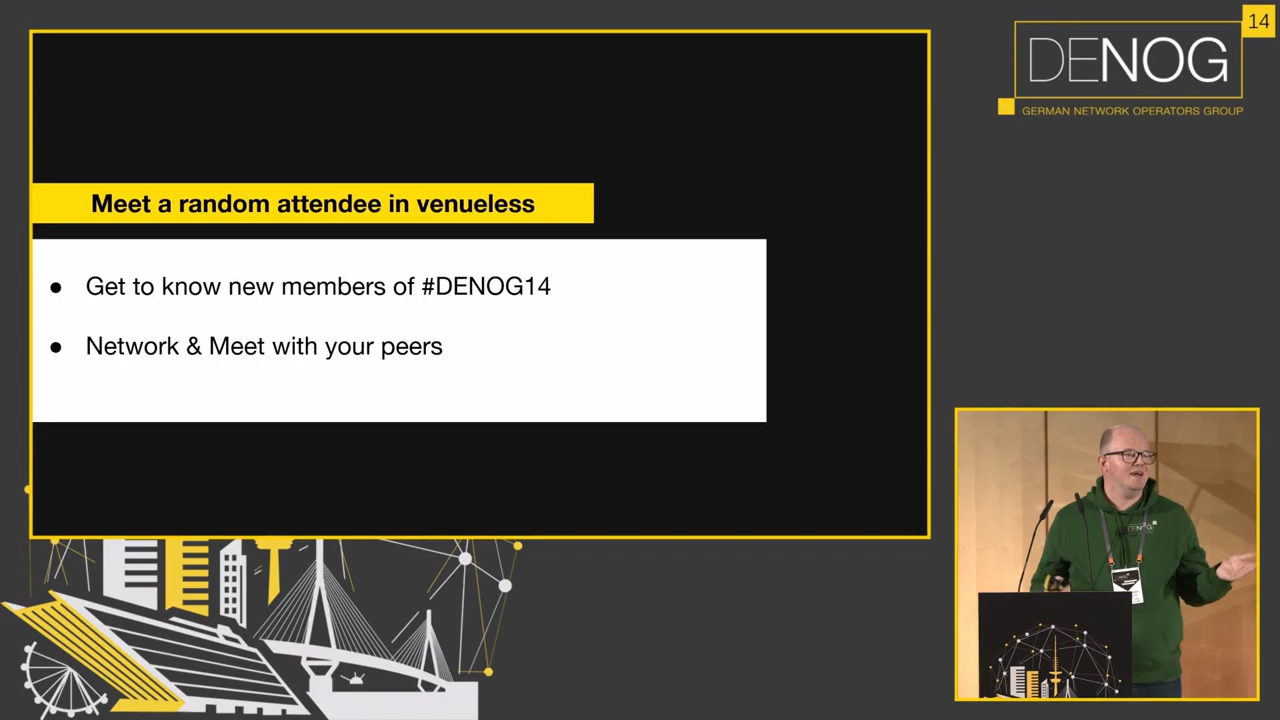 14
DENOG
GERMAN NETWORK OPERATORS GROUP
Meet a random attendee in venueless
● Get to know new members of #DENOG14
● Network & Meet with your peers
DENOG